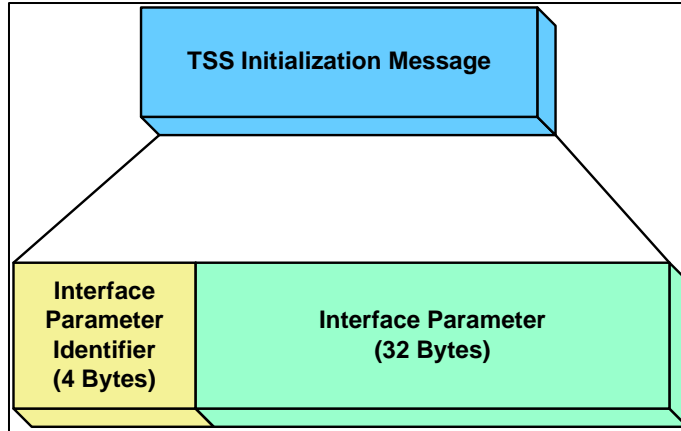 TSS Initialization Message
Interface
Parameter
Identifier
(4 Bytes)
Interface Parameter
(32 Bytes)